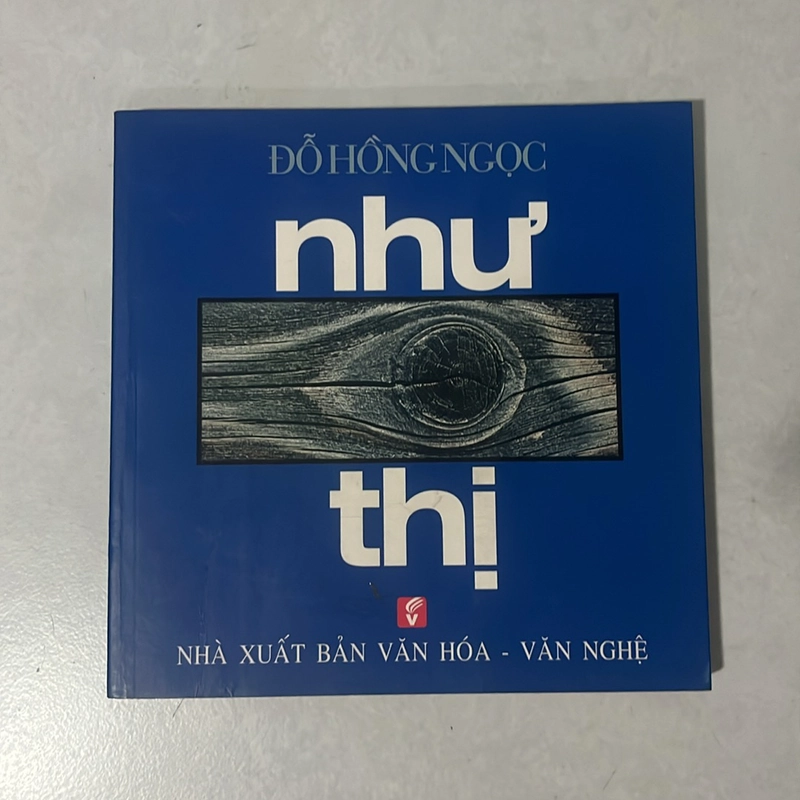 ĐỖ HỒNG NGỌC
như
thị
V
NHÀ XUẤT BẢN VĂN HÓA - VĂN NGHỆ